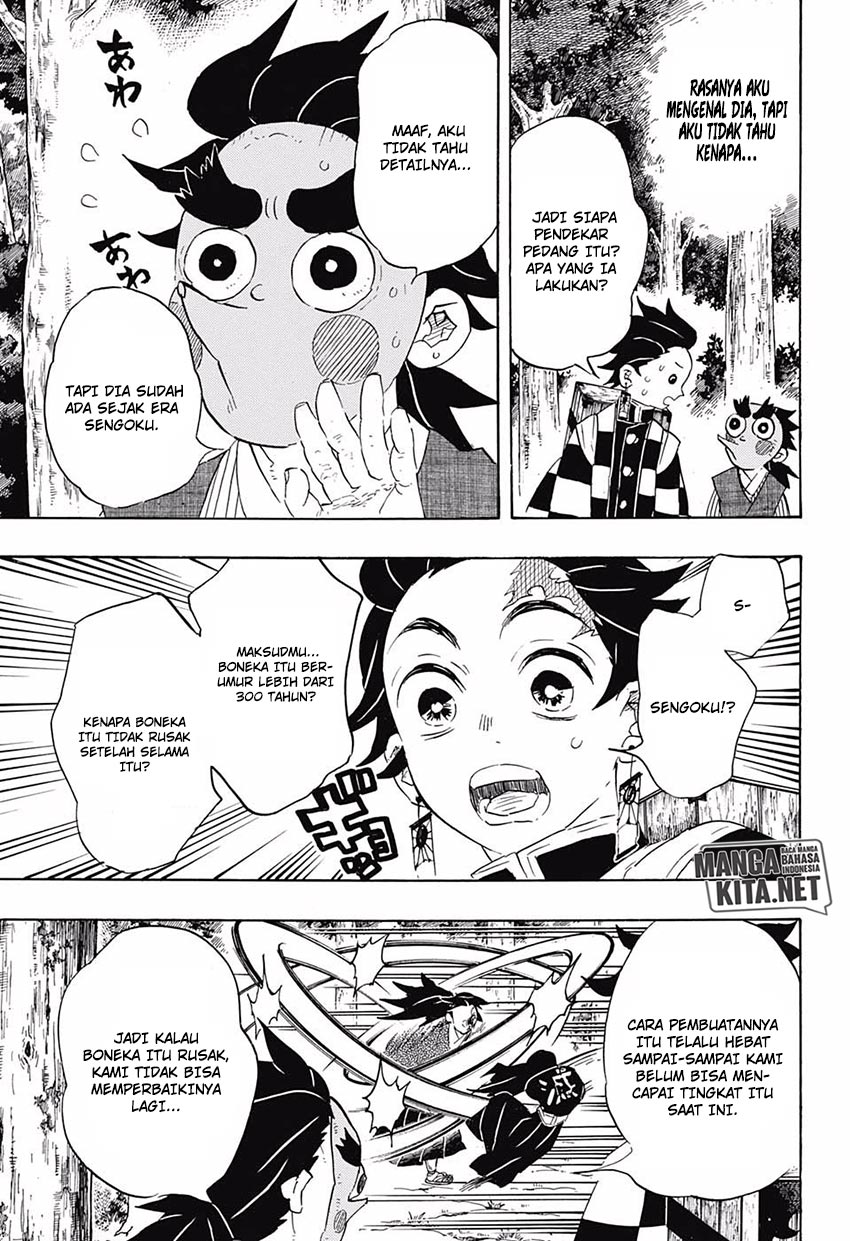 RASANYA AKU
MENGENAL DIA, TAPI
AKU TIDAK TAHU
KENAPA...
JADI SIAPA
PENDEKAR
PEDANG ITU?
APA YANG IA
LAKUKAN?
MAAF, AKU
TIDAK TAHU
DETAILNYA...
あわ
あわ
TAPI DIA SUDAH
ADA SEJAK ERA
SENGOKU.
S-
SENGOKU!?
MAKSUDMU...
BONEKA ITU BER-
UMUR LEBIH DARI
300 TAHUN?
KENAPA BONEKA
ITU TIDAK RUSAK
SETELAH SELAMA
ITU?
MANGA
KITA.NET
BACA MANGA
BAHASA
INDONESIA
CARA PEMBUATANNYA
ITU TELALU HEBAT
SAMPAI-SAMPAI KAMI
BELUM BISA MEN-
CAPAI TINGKAT ITU
SAAT INI.
JADI KALAU
BONEKA ITU RUSAK,
KAMI TIDAK BISA
MEMPERBAIKINYA
LAGI...